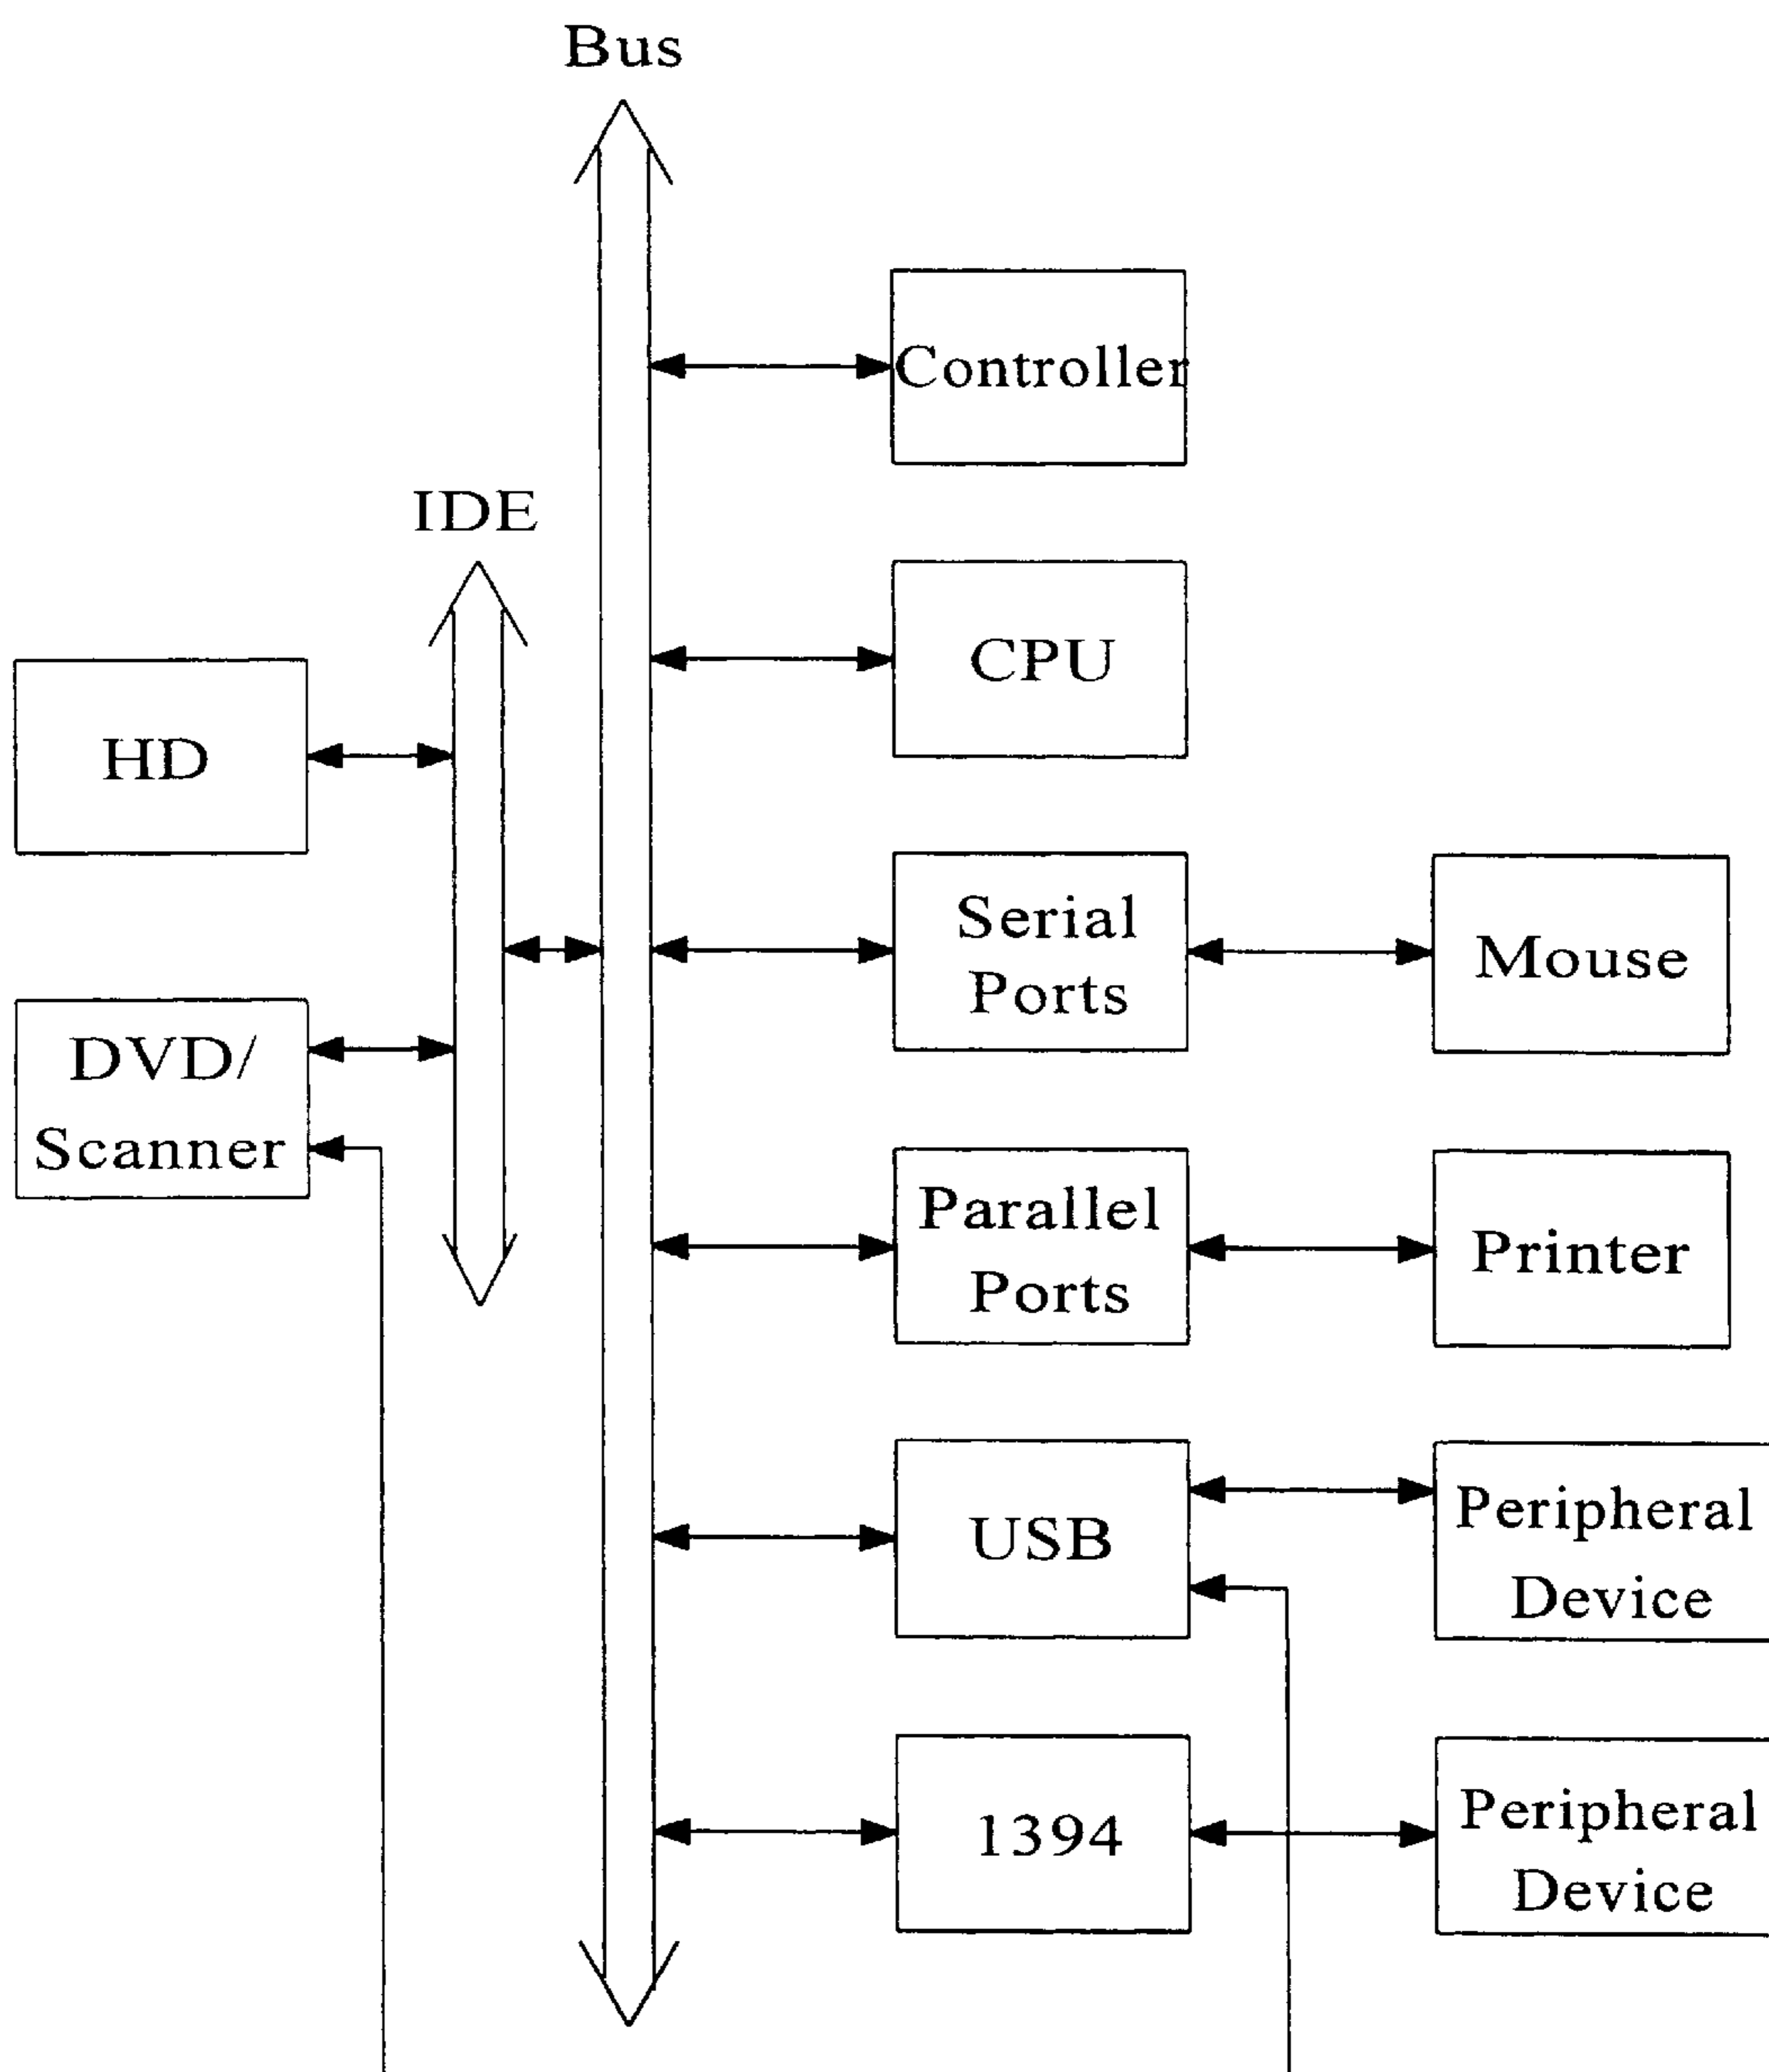 Bus
Controller
IDE
CPU
HD
Serial
Ports
Mouse
DVD/
Scanner
Parallel
Ports
Printer
USB
Peripheral
Device
1394
Peripheral
Device